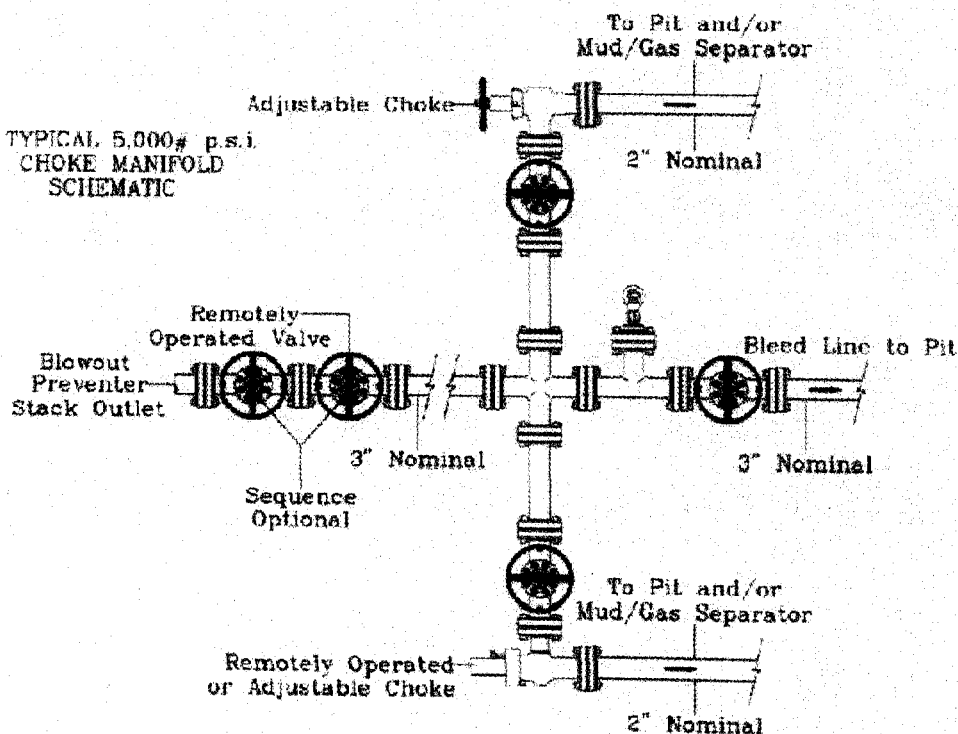 To Pit and/or
Mud/Gas Separator
Adjustable Choke
TYPICAL 5,000# p.s.i.
CHOKE MANIFOLD
SCHEMATIC
2" Nominal
Remotely
Operated Valve
Blowout
Preventer
Stack Outlet
Bleed Line to Pit
3" Nominal
3" Nominal
Sequence
Optional
To Pit and/or
Mud/Gas Separator
Remotely Operated
or Adjustable Choke
2" Nominal